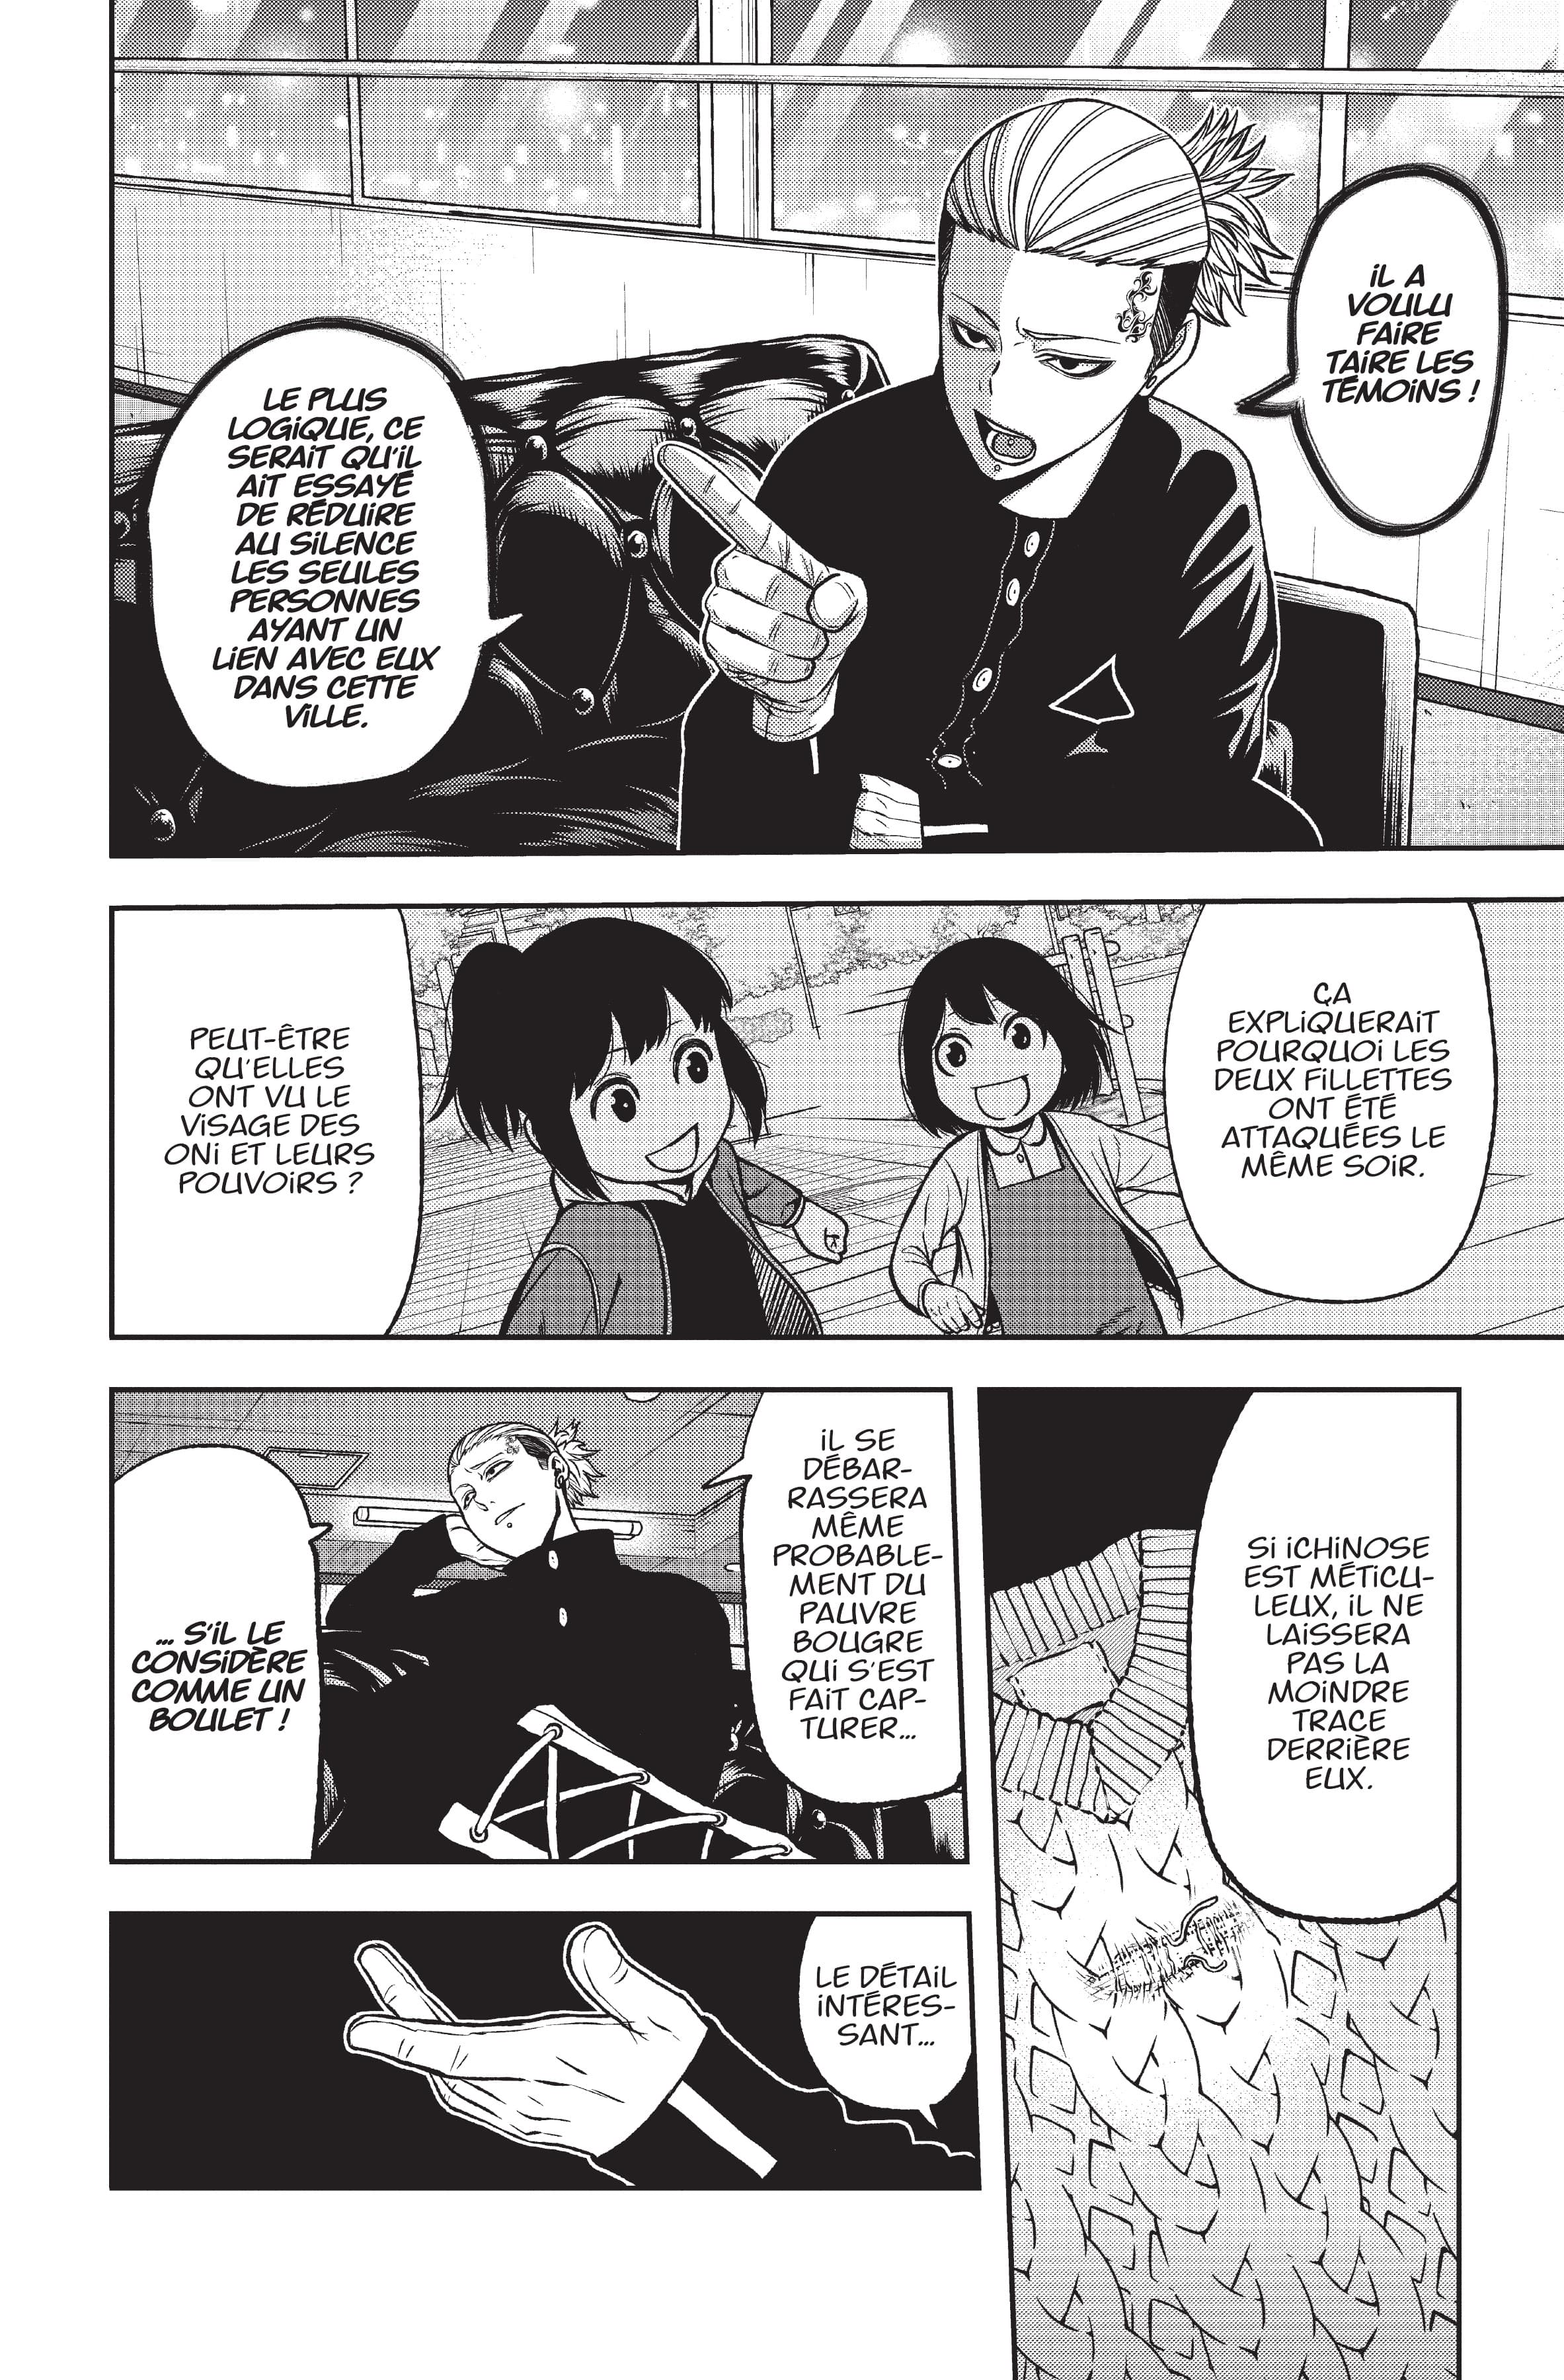 IL A
VOULU
FAIRE
TAIRE LES
TÉMOINS !
LE PLUS
LOGIQUE, CE
SERAIT QU'IL
AIT ESSAYÉ
DE RÉDUIRE
AU SILENCE
LES SEULES
PERSONNES
AYANT UN
LIEN AVEC EUX
DANS CETTE
VILLE.
ÇA
EXPLIQUERAIT
POURQUOI LES
DEUX FILLETTES
ONT ÉTÉ
ATTAQUÉES LE
MÊME SOIR.
PEUT-ÊTRE
QU'ELLES
ONT VU LE
VISAGE DES
ONI ET LEURS
POUVOIRS ?
SI ICHINOSE
EST MÉTICU-
LEUX, IL NE
LAISSERA
PAS LA
MOINDRE
TRACE
DERRIÈRE
EUX.
IL SE
DÉBAR-
RASSERA
MÊME
PROBABLE-
MENT DU
PAUVRE
BOUGRE
QUI S'EST
FAIT CAP-
TURER...
... S'IL LE
CONSIDÈRE
COMME UN
BOULET !
LE DÉTAIL
INTÉRES-
SANT...